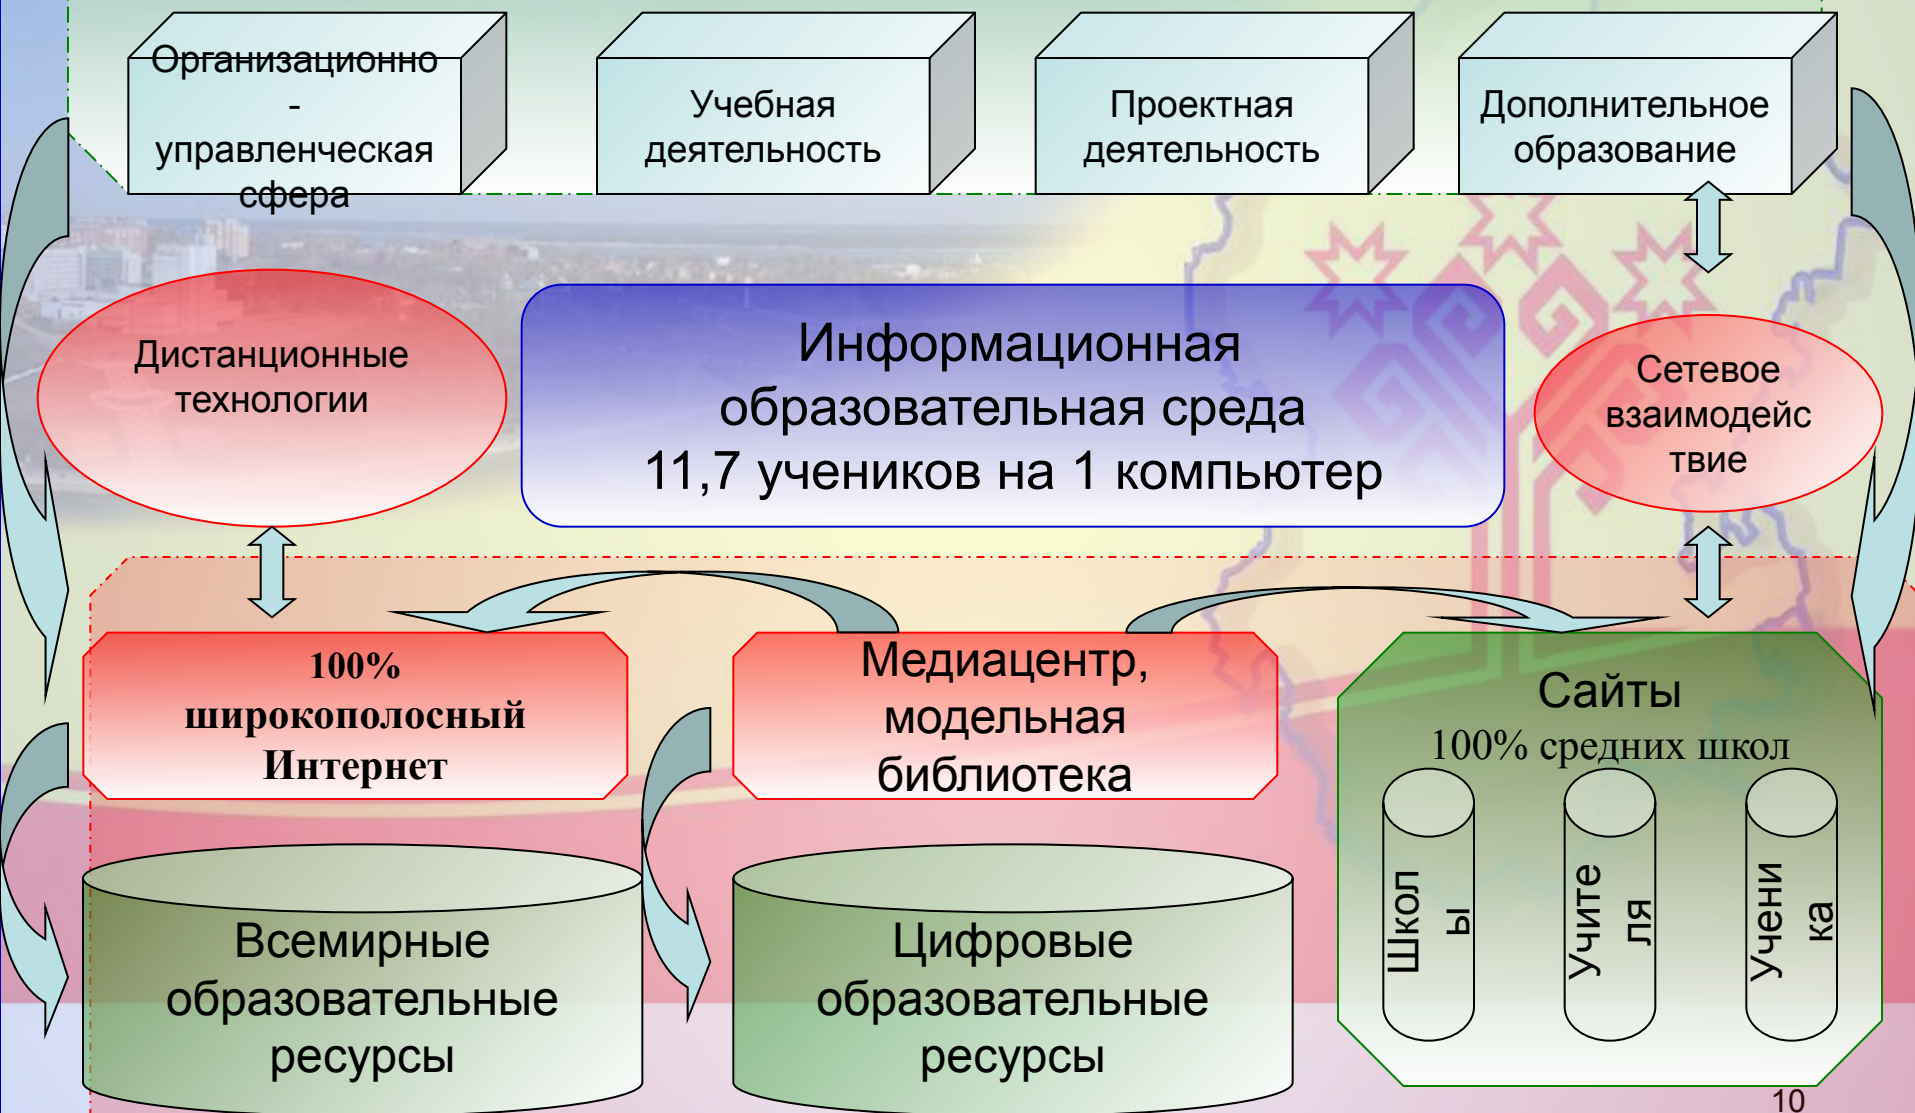 Организационно
-
управленческая
сфера
Учебная
деятельность
Проектная
деятельность
Дополнительное
образование
Дистанционные
технологии
Информационная
образовательная среда
11,7 учеников на 1 компьютер
Сетевое
взаимодейс
твие
100%
широкополосный
Интернет
Медиацентр,
модельная
библиотека
Сайты
100% средних школ
Школ
ы
Учите
ля
Учени
ка
Всемирные
образовательные
ресурсы
Цифровые
образовательные
ресурсы
10